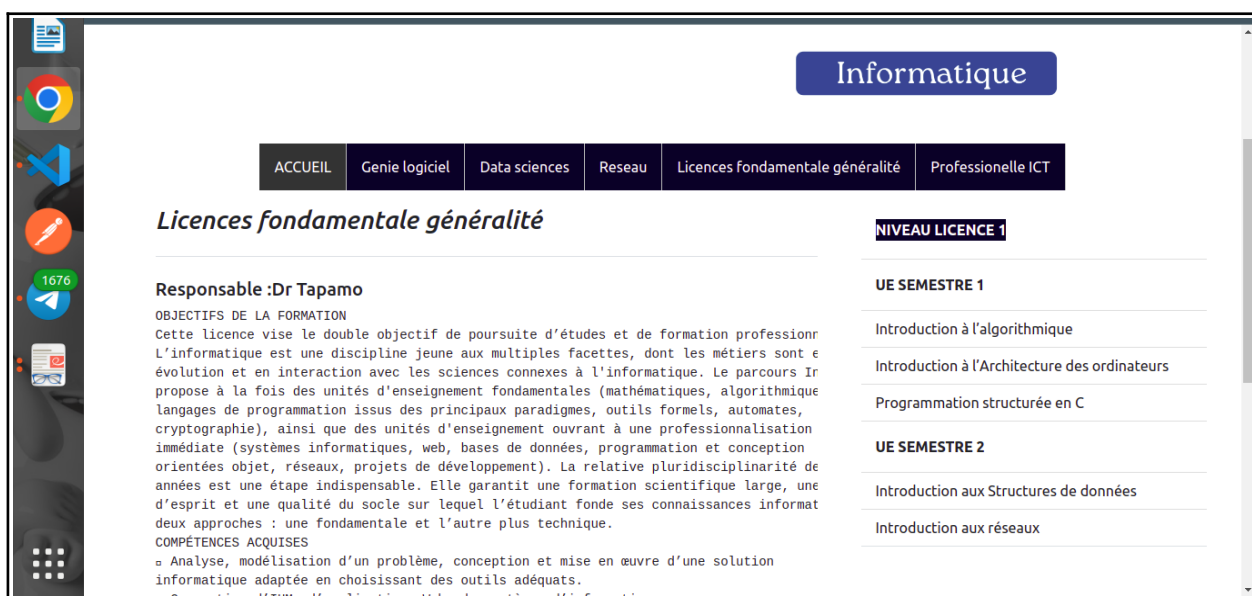 1676
Informatique
ACCUEIL Genie logiciel Data sciences Reseau Licences fondamentale généralité Professionelle ICT
Licences fondamentale généralité
Responsable :Dr Tapamo
OBJECTIFS DE LA FORMATION
Cette licence vise le double objectif de poursuite d’études et de formation professionr
L’informatique est une discipline jeune aux multiples facettes, dont les métiers sont e
évolution et en interaction avec les sciences connexes à l'informatique. Le parcours Ir
propose à la fois des unités d'enseignement fondamentales (mathématiques, algorithmique
langages de programmation issus des principaux paradigmes, outils formels, automates,
cryptographie), ainsi que des unités d'enseignement ouvrant à une professionnalisation
immédiate (systèmes informatiques, web, bases de données, programmation et conception
orientées objet, réseaux, projets de développement). La relative pluridisciplinarité de
années est une étape indispensable. Elle garantit une formation scientifique large, une
d’esprit et une qualité du socle sur lequel l’étudiant fonde ses connaissances informat
deux approches : une fondamentale et l’autre plus technique.
COMPÉTENCES ACQUISES
▯ Analyse, modélisation d’un problème, conception et mise en œuvre d’une solution
informatique adaptée en choisissant des outils adéquats.
NIVEAU LICENCE 1
UE SEMESTRE 1
Introduction à l’algorithmique
Introduction à l’Architecture des ordinateurs
Programmation structurée en C
UE SEMESTRE 2
Introduction aux Structures de données
Introduction aux réseaux